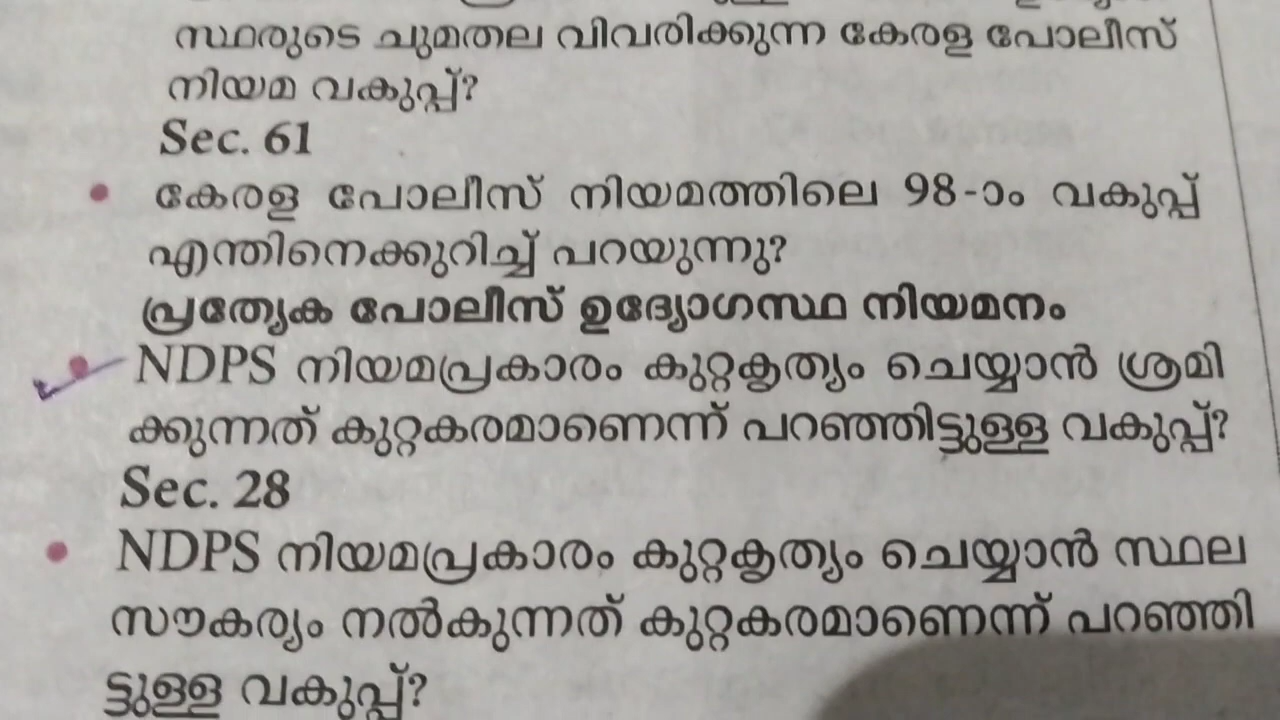 സ്ഥരുടെ ചുമതല വിവരിക്കുന്ന കേരള പോലീസ്
നിയമ വകുപ്പ്?
Sec. 61
• കേരള പോലീസ് നിയമത്തിലെ 98-ാം വകുപ്പ്
എന്തിനെക്കുറിച്ച് പറയുന്നു?
പ്രത്യേക പോലീസ് ഉദ്യോഗസ്ഥ നിയമനം
• NDPS നിയമപ്രകാരം കുറ്റകൃത്യം ചെയ്യാൻ ശ്രമി
ക്കുന്നത് കുറ്റകരമാണെന്ന് പറഞ്ഞിട്ടുള്ള വകുപ്പ്?
Sec. 28
• NDPS നിയമപ്രകാരം കുറ്റകൃത്യം ചെയ്യാൻ സ്ഥല
സൗകര്യം നൽകുന്നത് കുറ്റകരമാണെന്ന് പറഞ്ഞി
ട്ടുള്ള വകുപ്പ്?